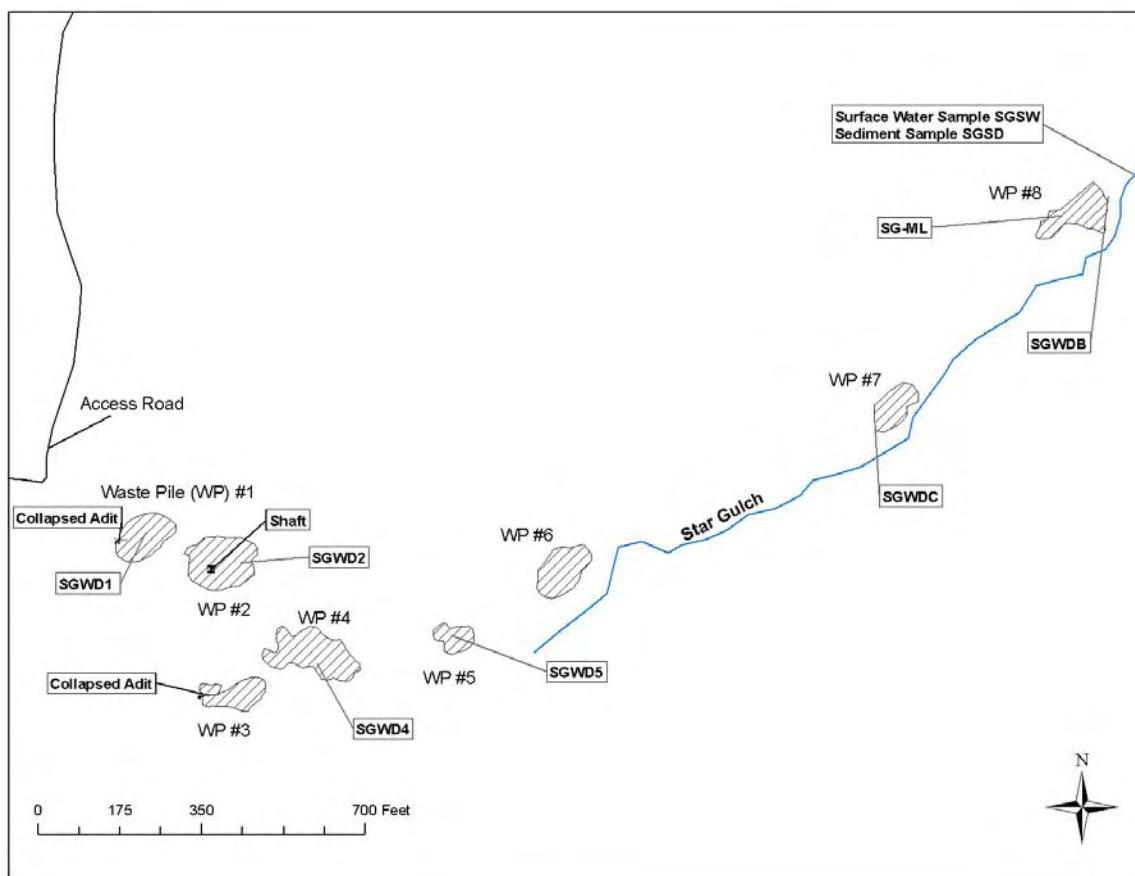 Surface Water Sample SGSW
Sediment Sample SGSD
WP #8
SG-ML
SGWDB
WP #7
Access Road
SGWDC
Waste Pile (WP) #1
Collapsed Adit
Shaft
Star Gulch
WP #6
SGWD2
SGWD1
WP #2
WP #4
SGWD5
WP #5
Collapsed Adit
WP #3
SGWD4
N
0 175 350 700 Feet